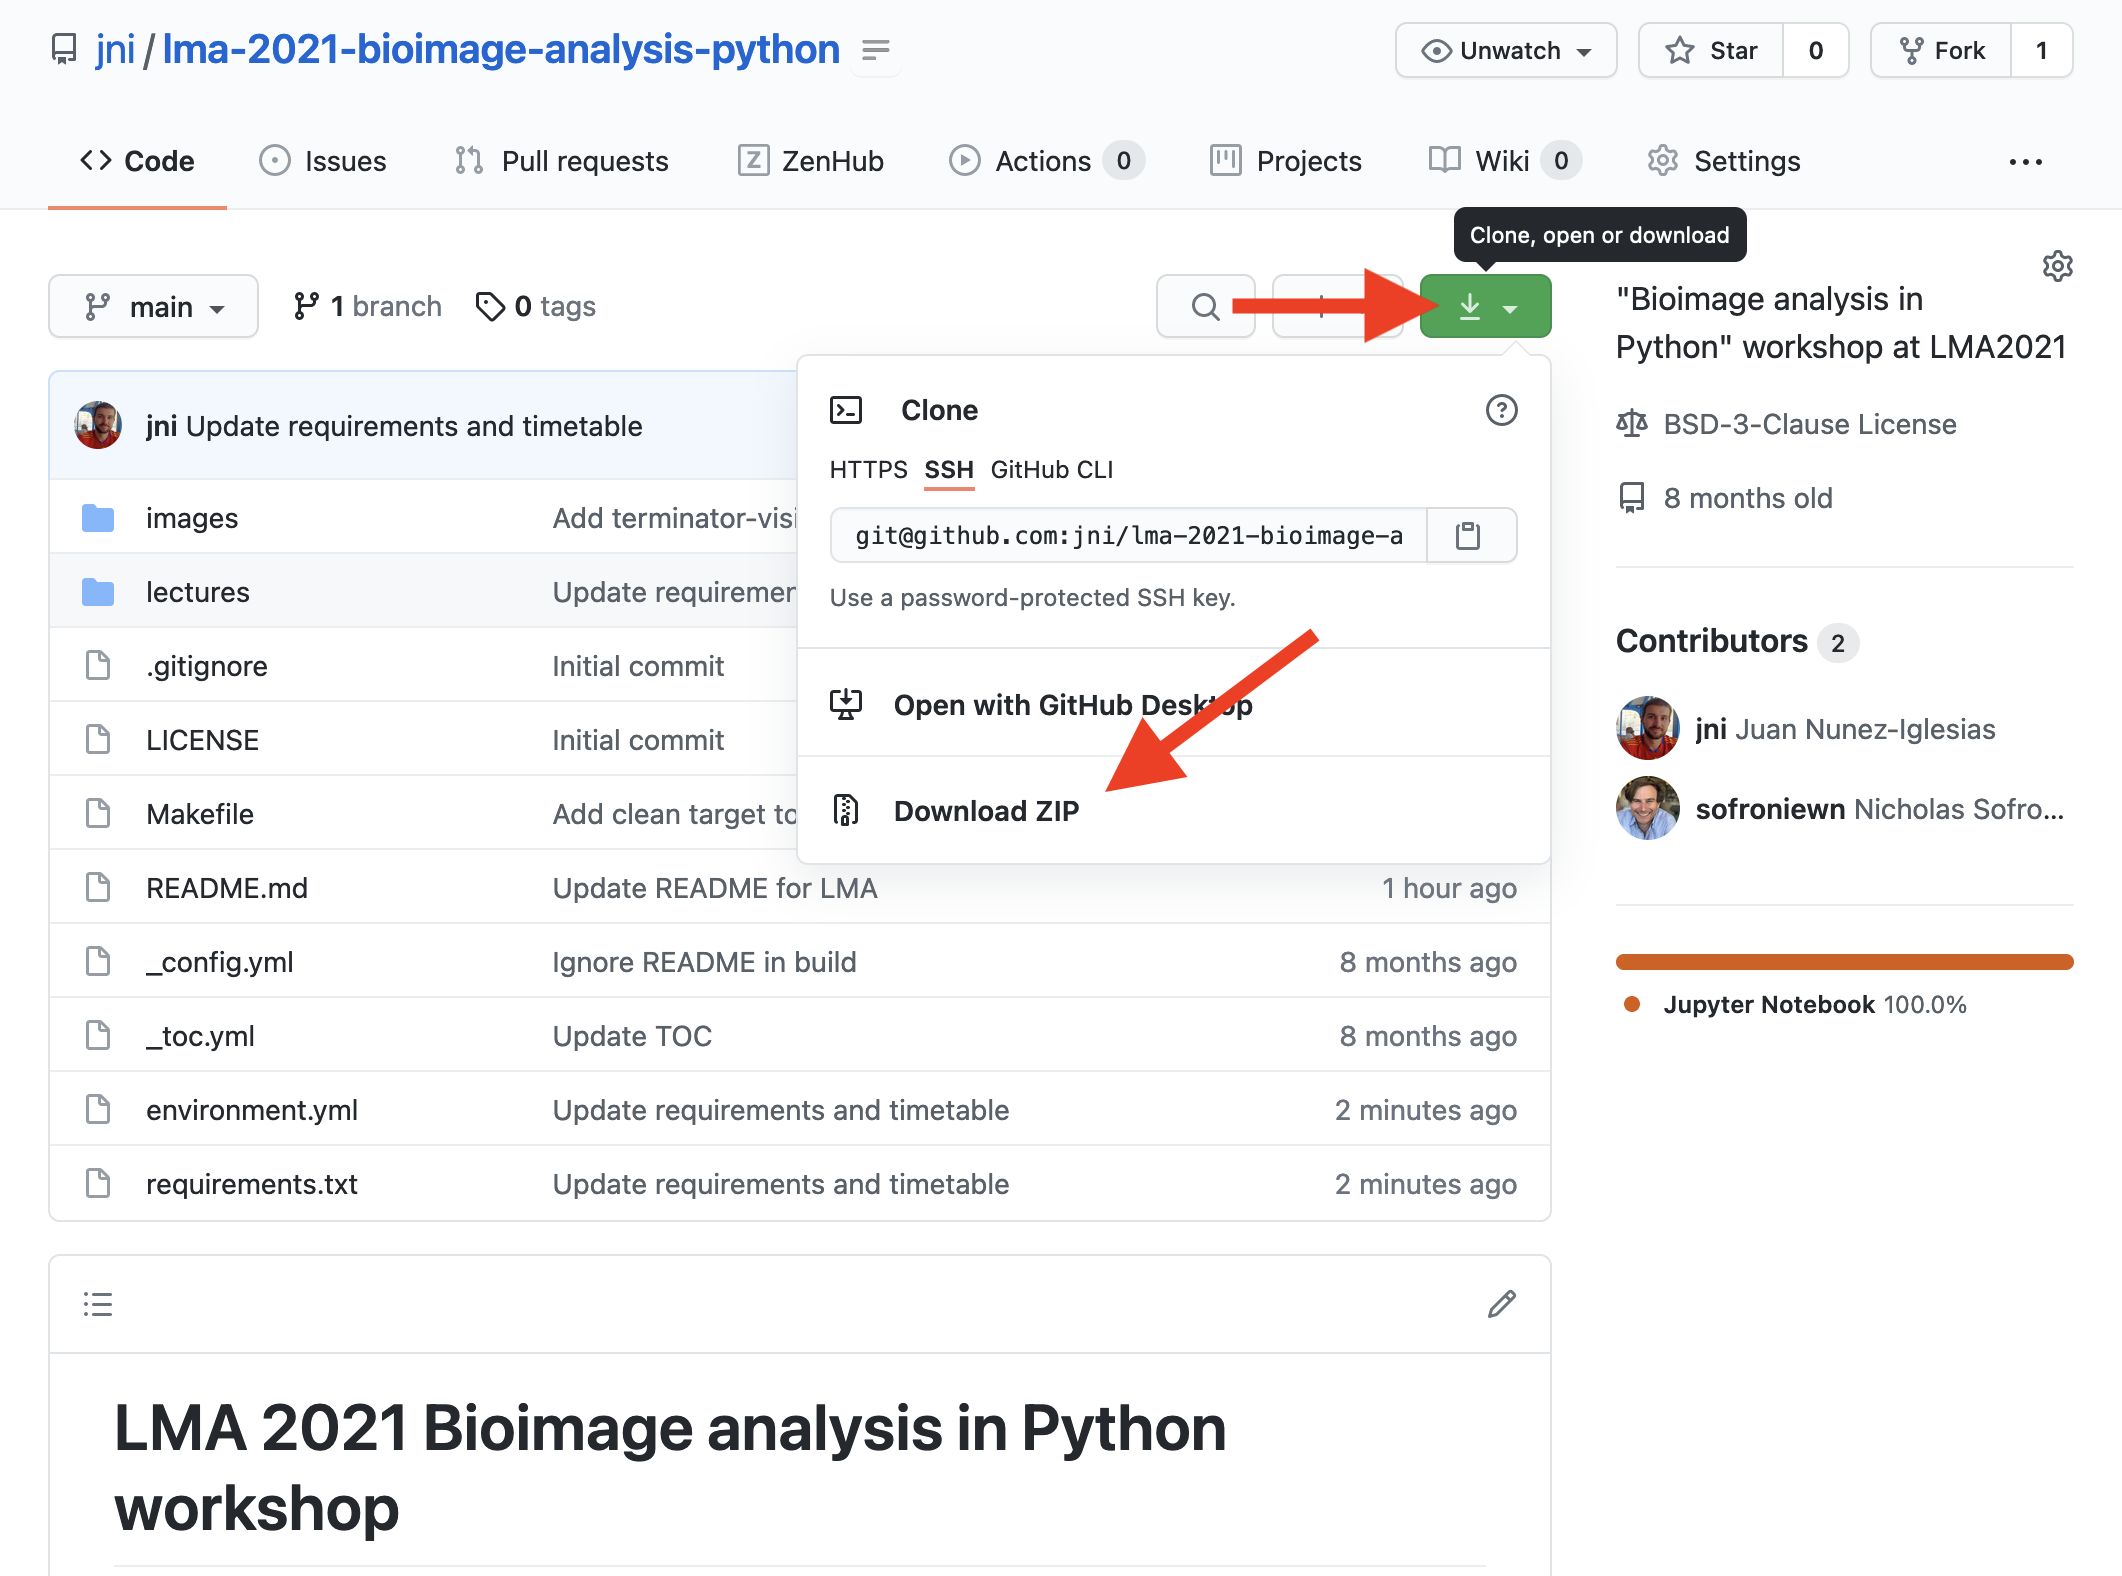 jni / lma-2021-bioimage-analysis-python
Unwatch
Star 0
Fork 1
Code
Issues
Pull requests
ZenHub
Actions 0
Projects
Wiki 0
Settings
Clone, open or download
main
1 branch
0 tags
"Bioimage analysis in
Python" workshop at LMA2021
BSD-3-Clause License
8 months old
jni Update requirements and timetable
Clone
HTTPS SSH GitHub CLI
git@github.com:jni/lma-2021-bioimage-a
Use a password-protected SSH key.
Open with GitHub Desktop
Download ZIP
images Add terminator-visi
lectures Update requiremen
.gitignore Initial commit
LICENSE Initial commit
Makefile Add clean target to
README.md Update README for LMA 1 hour ago
_config.yml Ignore README in build 8 months ago
_toc.yml Update TOC 8 months ago
environment.yml Update requirements and timetable 2 minutes ago
requirements.txt Update requirements and timetable 2 minutes ago
Contributors 2
jni Juan Nunez-Iglesias
sofroniewn Nicholas Sofro...
Jupyter Notebook 100.0%
LMA 2021 Bioimage analysis in Python
workshop